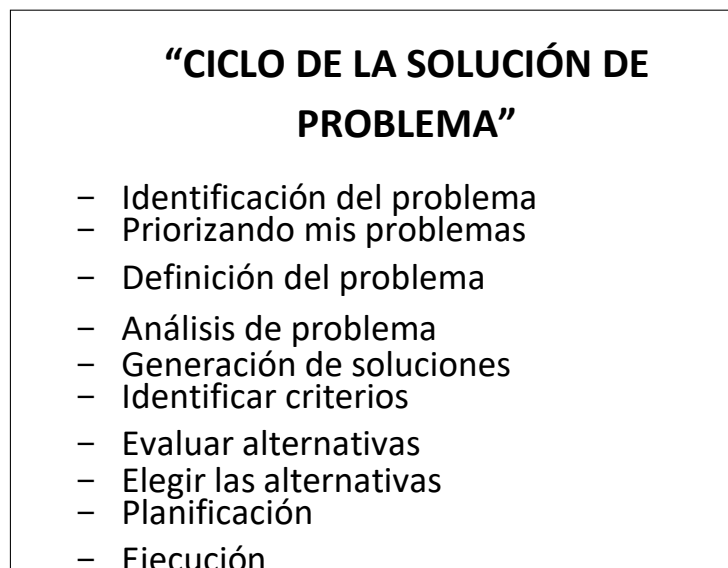 “CICLO DE LA SOLUCIÓN DE
PROBLEMA”
− Identificación del problema
− Priorizando mis problemas
− Definición del problema
− Análisis de problema
− Generación de soluciones
− Identificar criterios
− Evaluar alternativas
− Elegir las alternativas
− Planificación
− Ejecución